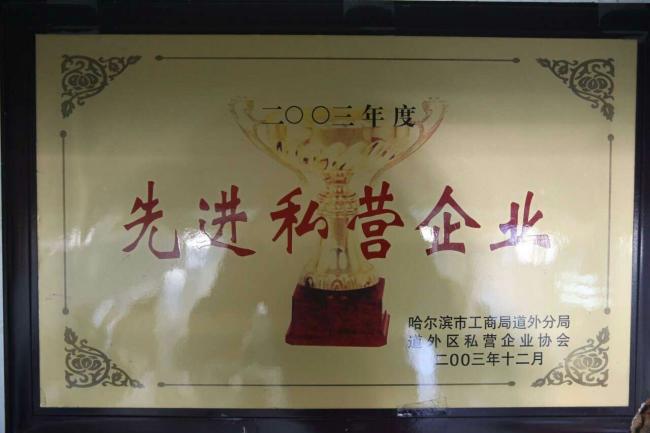 二〇〇三年度
先进私营企业
哈尔滨市工商局道外分局
道外区私营企业协会
二00三年十二月